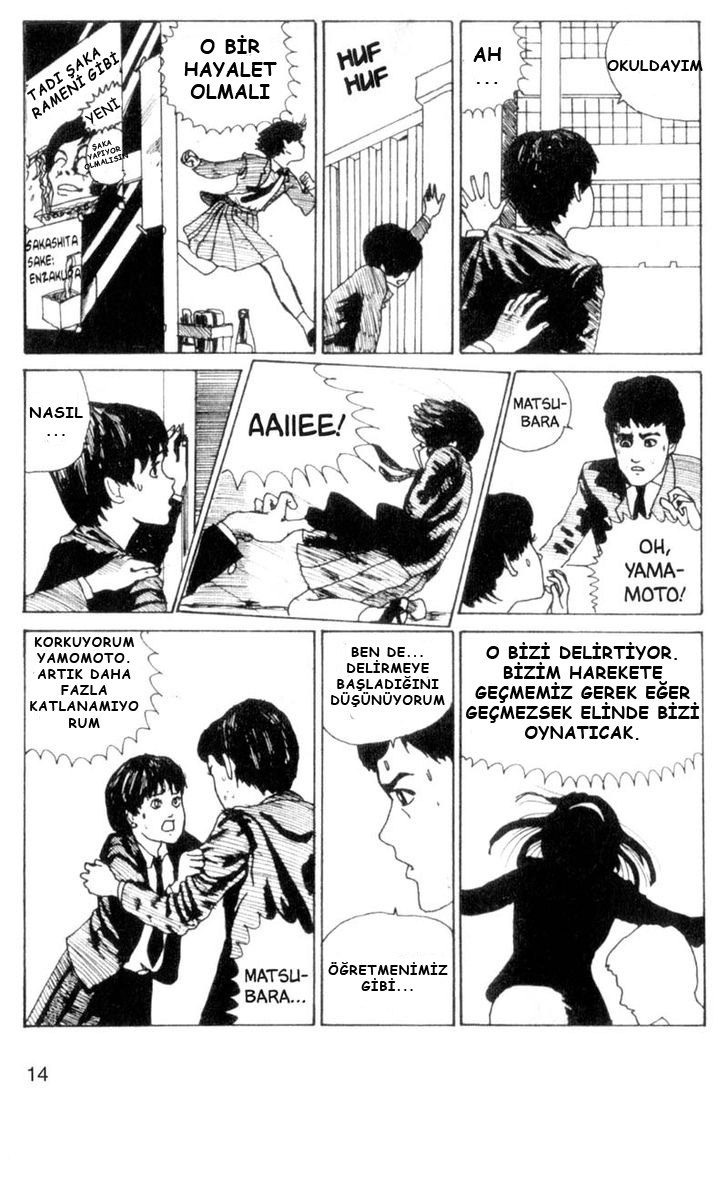 TADI ŞAKA
RAMENİ GİBİ
YENİ
ŞAKA
YAPIYOR
OLMALISIN
SAKASHITA
SAKE:
ENZAKURA
O BİR
HAYALET
OLMALI
HUF
HUF
AH
...
OKULDAYIM
NASIL
...
AAIIEE!
MATSU-
BARA
OH,
YAMA-
MOTO!
KORKUYORUM
YAMOMOTO.
ARTIK DAHA
FAZLA
KATLANAMIYO
RUM
MATSU-
BARA...
BEN DE...
DELİRMEYE
BAŞLADIĞINI
DÜŞÜNÜYORUM
ÖĞRETMENİMİZ
GİBİ...
O BİZİ DELİRTİYOR.
BİZİM HAREKETE
GEÇMEMİZ GEREK EĞER
GEÇMEZSEK ELİNDE BİZİ
OYNATICAK.
14